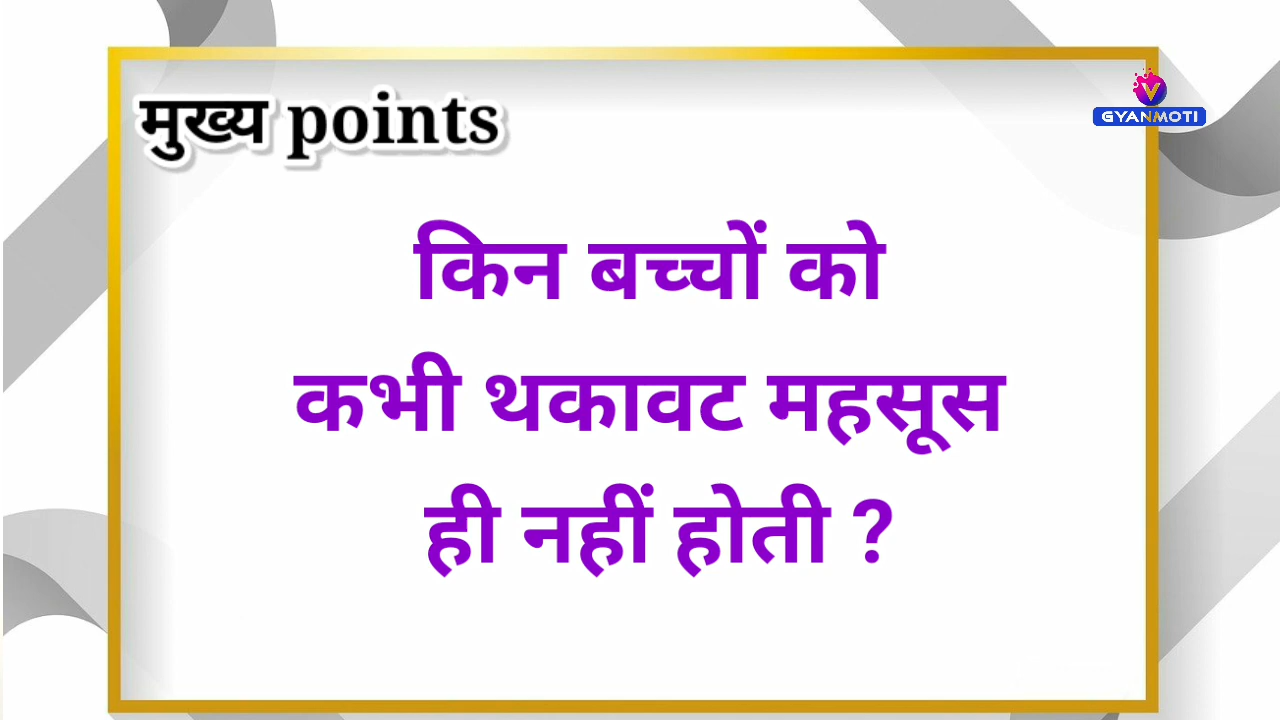 मुख्य points
GYANMOTI
किन बच्चों को
कभी थकावट महसूस
ही नहीं होती ?